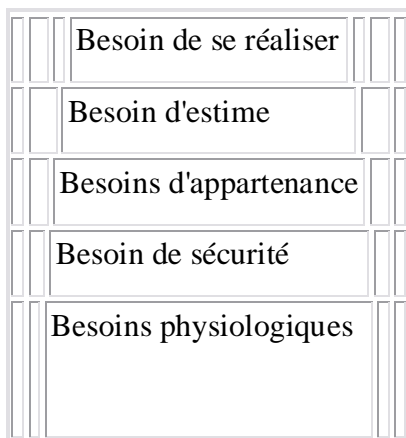 Besoin de se réaliser
Besoin d'estime
Besoins d'appartenance
Besoin de sécurité
Besoins physiologiques